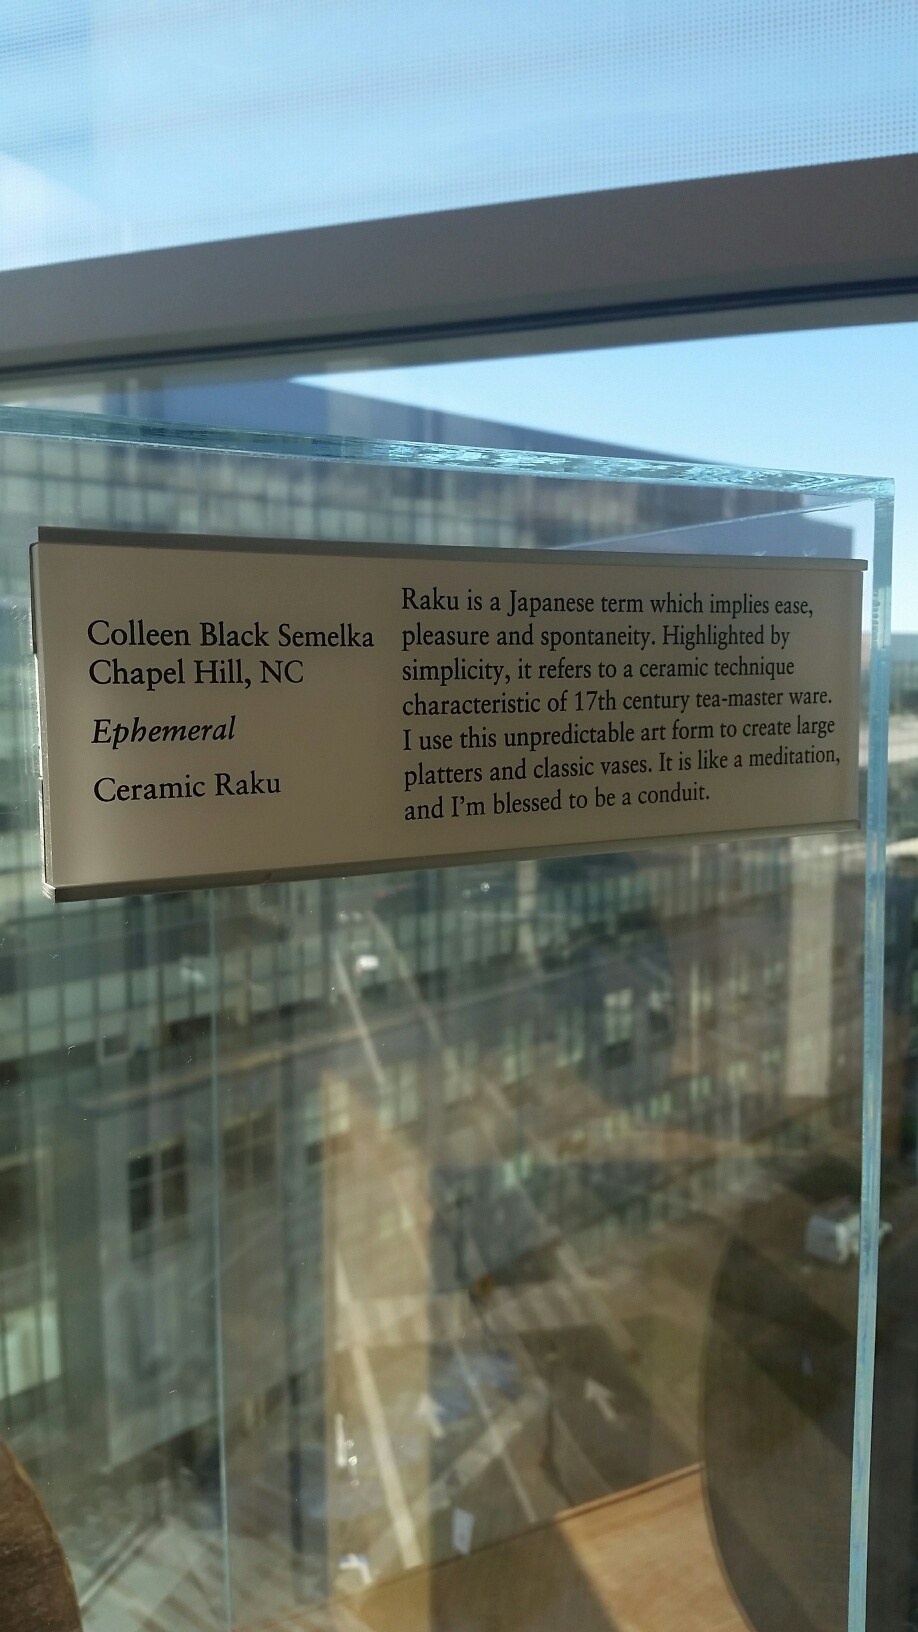 Colleen Black Semelka
Chapel Hill, NC
Ephemeral
Ceramic Raku
Raku is a Japanese term which implies ease,
pleasure and spontaneity. Highlighted by
simplicity, it refers to a ceramic technique
characteristic of 17th century tea-master ware.
I use this unpredictable art form to create large
platters and classic vases. It is like a meditation,
and I'm blessed to be a conduit.